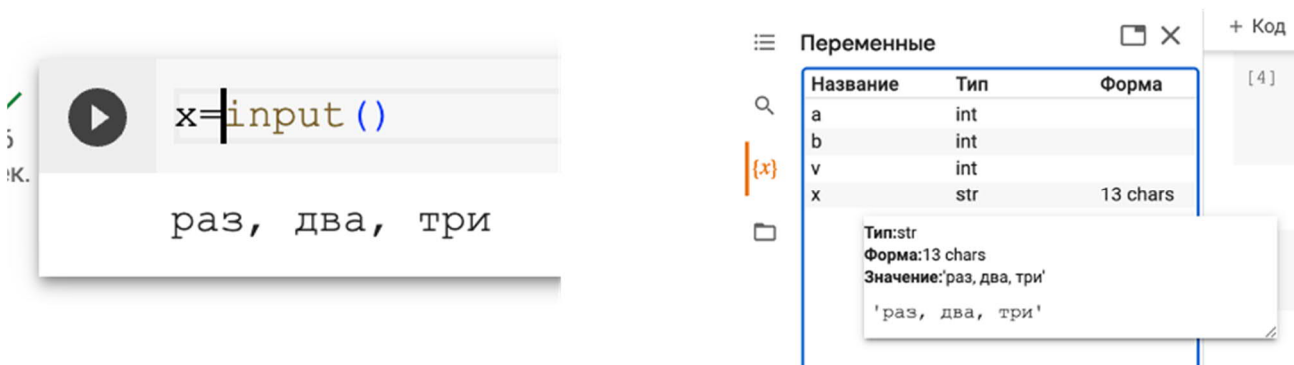 x=input()
ек.
раз, два, три
Переменные
Название Тип Форма
a int
b int
v int
x str 13 chars
{x}
Тип:str
Форма:13 chars
Значение:'раз, два, три'
'раз, два, три'
+ Код
[4]